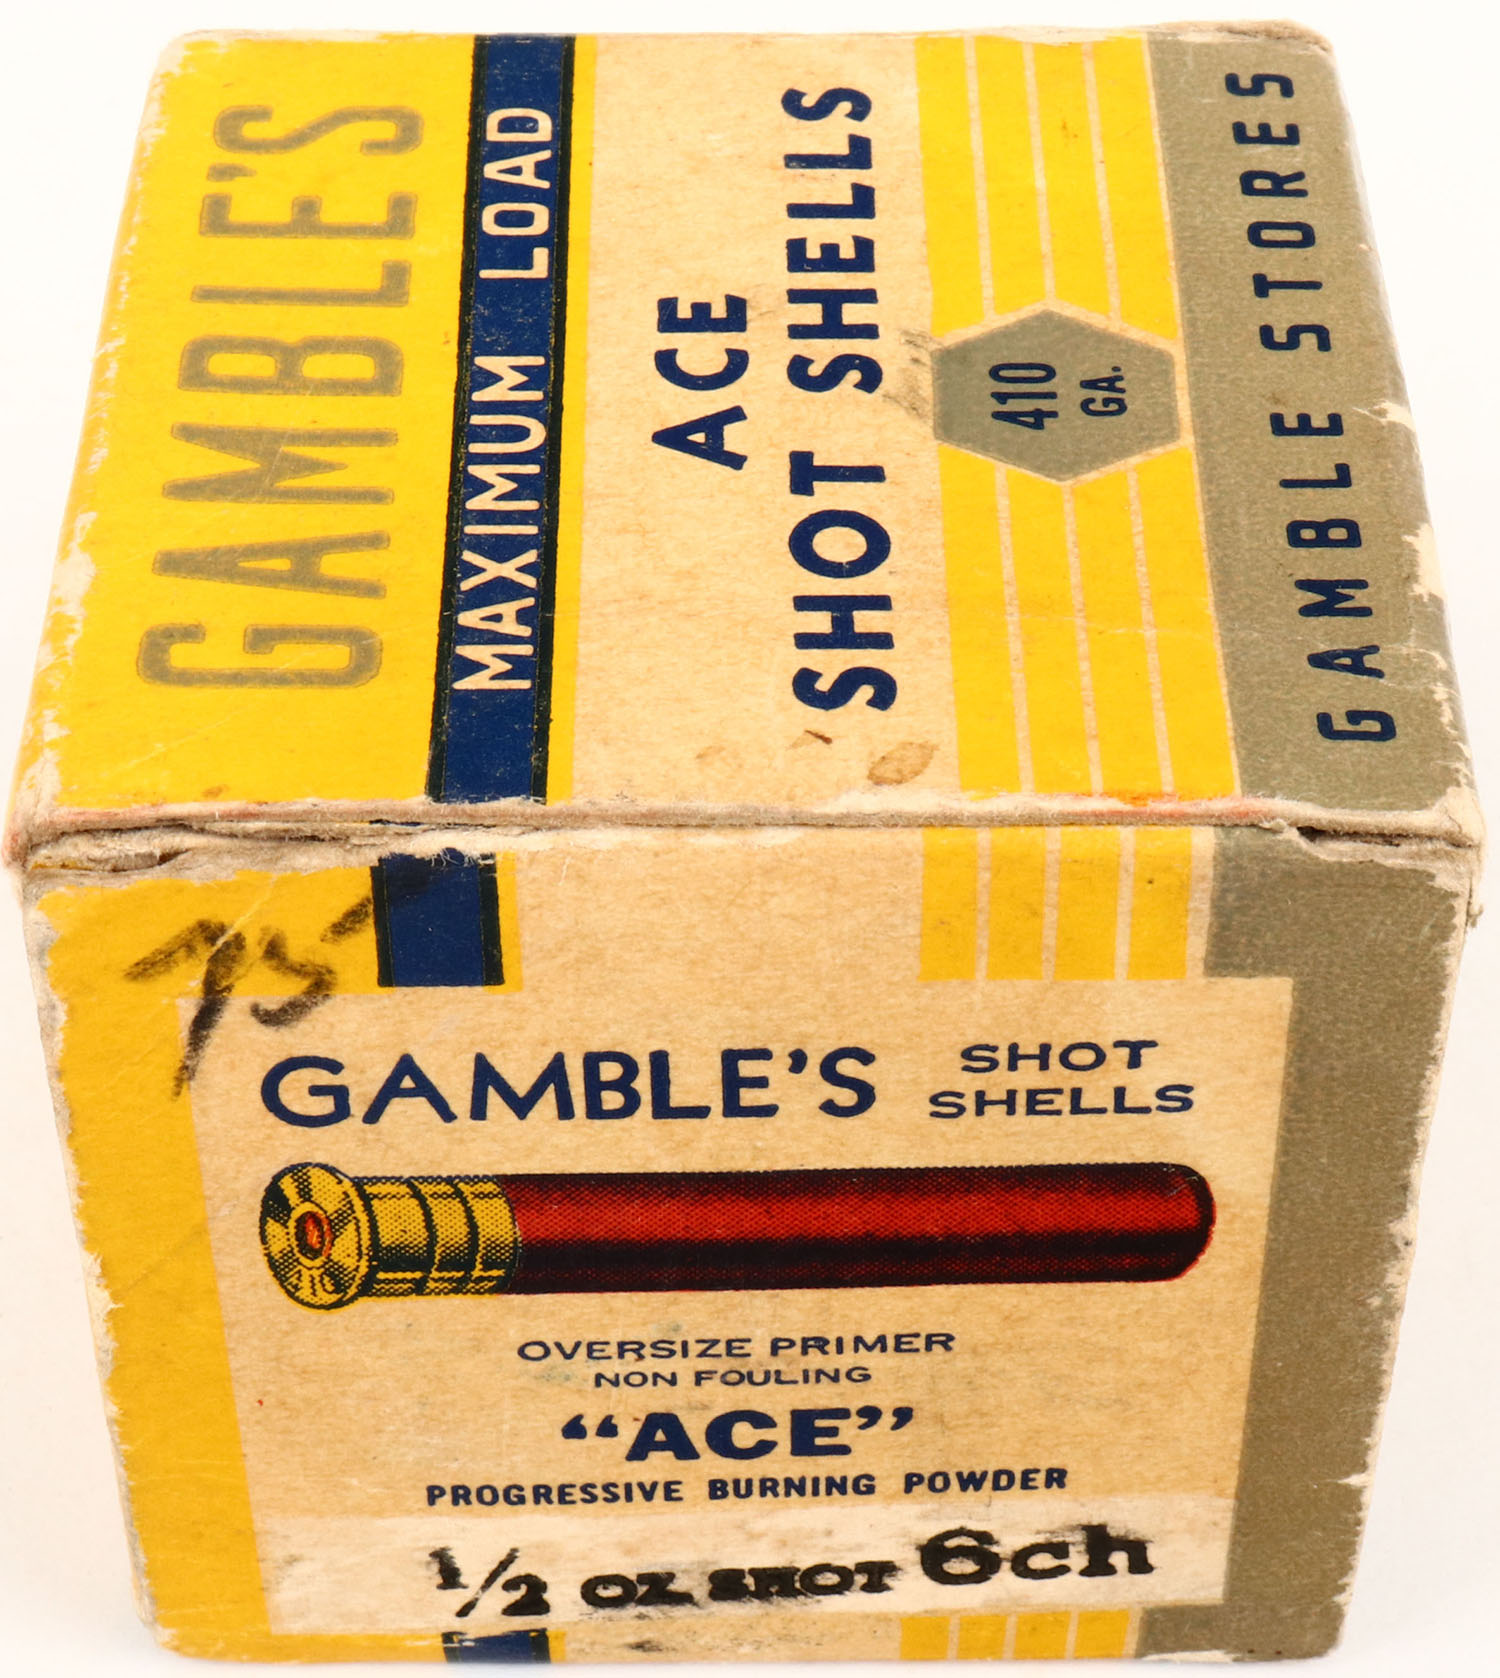 GAMBLE'S
MAXIMUM LOAD
ACE
SHOT SHELLS
410
GA.
GAMBLE STORES
75
GAMBLE'S
SHOT
SHELLS
OVERSIZE PRIMER
NON FOULING
“ACE”
PROGRESSIVE BURNING POWDER
1/2 OZ SHOT 6ch